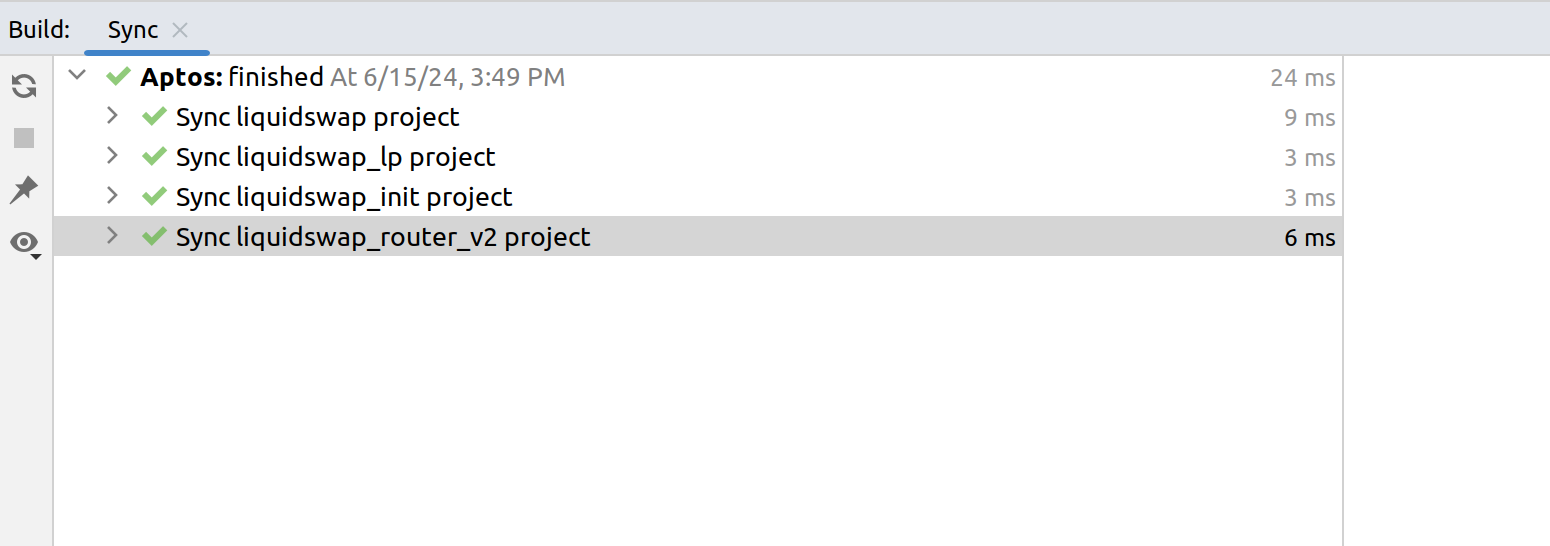 Build: Sync
Aptos: finished At 6/15/24, 3:49 PM 24 ms
Sync liquidswap project 9 ms
Sync liquidswap_lp project 3 ms
Sync liquidswap_init project 3 ms
Sync liquidswap_router_v2 project 6 ms